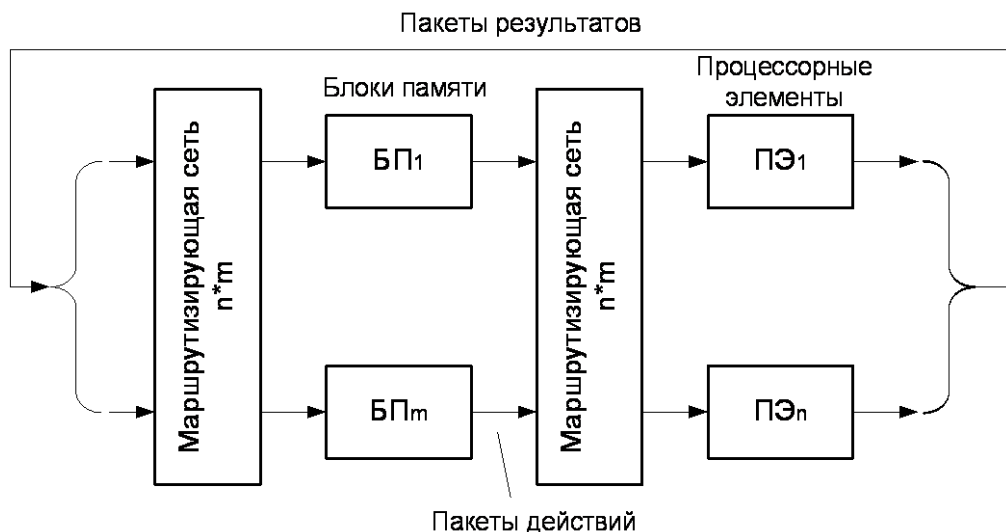 Пакеты результатов
Блоки памяти
Процессорные
элементы
Маршрутизирующая сеть
n*m
БП1
Маршрутизирующая сеть
n*m
ПЭ1
БПm
ПЭn
Пакеты действий